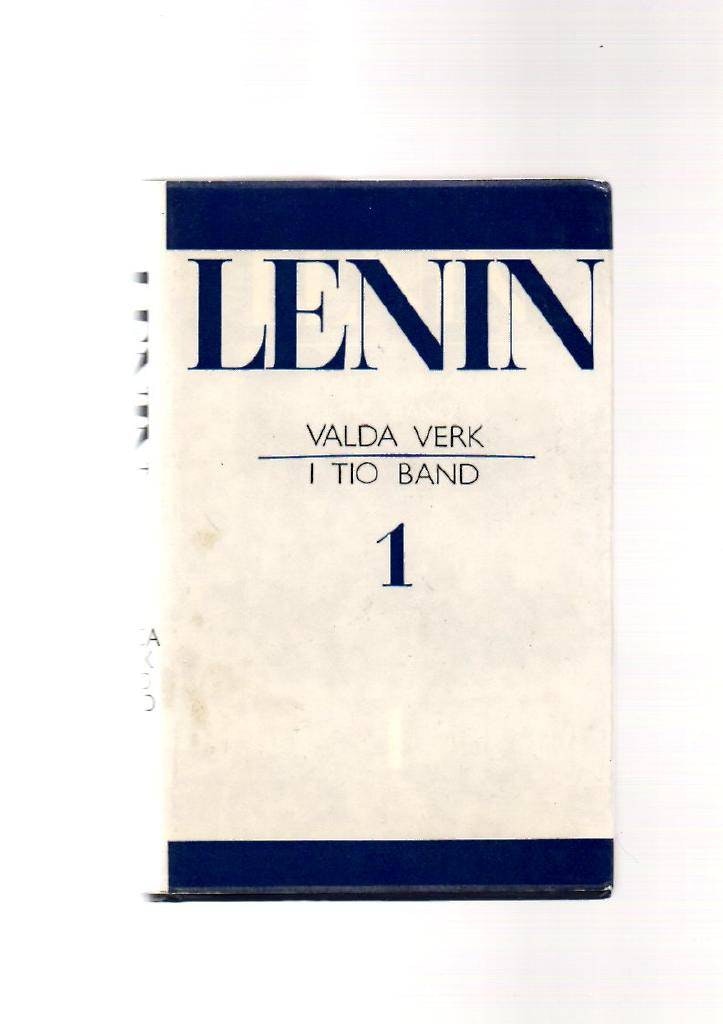 LENIN
VALDA VERK
I TIO BAND
1